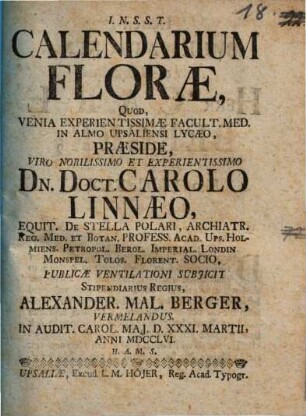 18.
I. N. S. S. T.
CALENDARIUM
FLORÆ,
QUOD,
VENIA EXPERIENTISSIMÆ FACULT. MED.
IN ALMO UPSALIENSI LYCÆO,
PRÆSIDE,
VIRO NOBILISSIMO ET EXPERIENTISSIMO
DN. DOCT. CAROLO
LINNÆO,
EQUIT. DE STELLA POLARI, ARCHIATR.
REG. MED. ET BOTAN. PROFESS. ACAD. UPS. HOL-
MIENS. PETROPOL. BEROL. IMPERIAL. LONDIN
MONSPEL. TOLOS. FLORENT. SOCIO,
PUBLICÆ VENTILATIONI SUBJICIT
STIPENDIARIUS REGIUS,
ALEXANDER. MAL. BERGER,
VERMELANDUS.
IN AUDIT. CAROL. MAJ. D. XXXI. MARTII,
ANNI MDCCLVI.
H. A. M. S.
UPSALIÆ, Excud. L. M. HÖJER, Reg. Acad. Typogr.